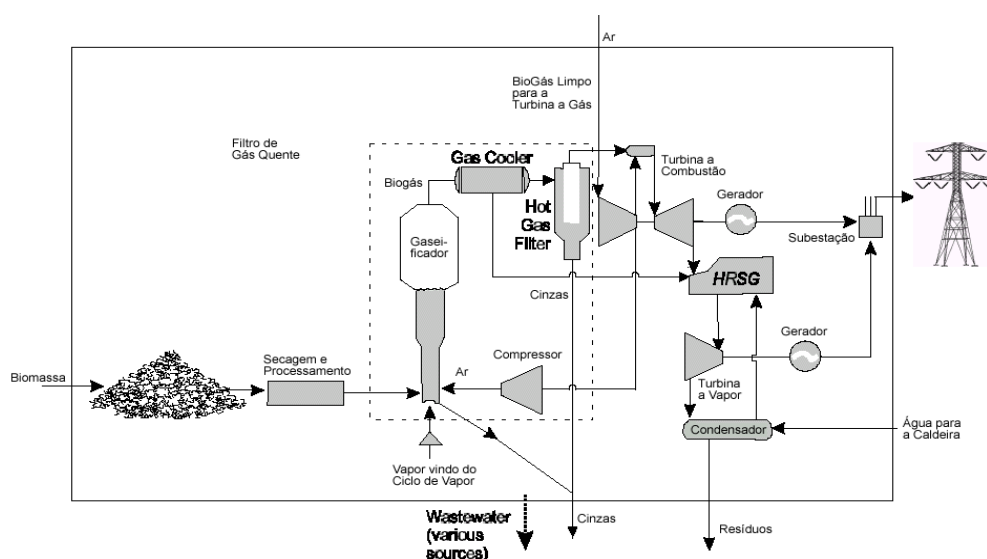 Ar
BioGás Limpo
para a
Turbina a Gás
Filtro de
Gás Quente
Gas Cooler
Turbina a
Combustão
Biogás
Gerador
Hot
Gas
Filter
Gasei-
ficador
Subestação
HRSG
Cinzas
Gerador
Compressor
Secagem e
Processamento
Ar
Biomassa
Turbina
a Vapor
Condensador
Água para
a Caldeira
Vapor vindo do
Ciclo de Vapor
Wastewater
(various
sources)
Cinzas
Resíduos